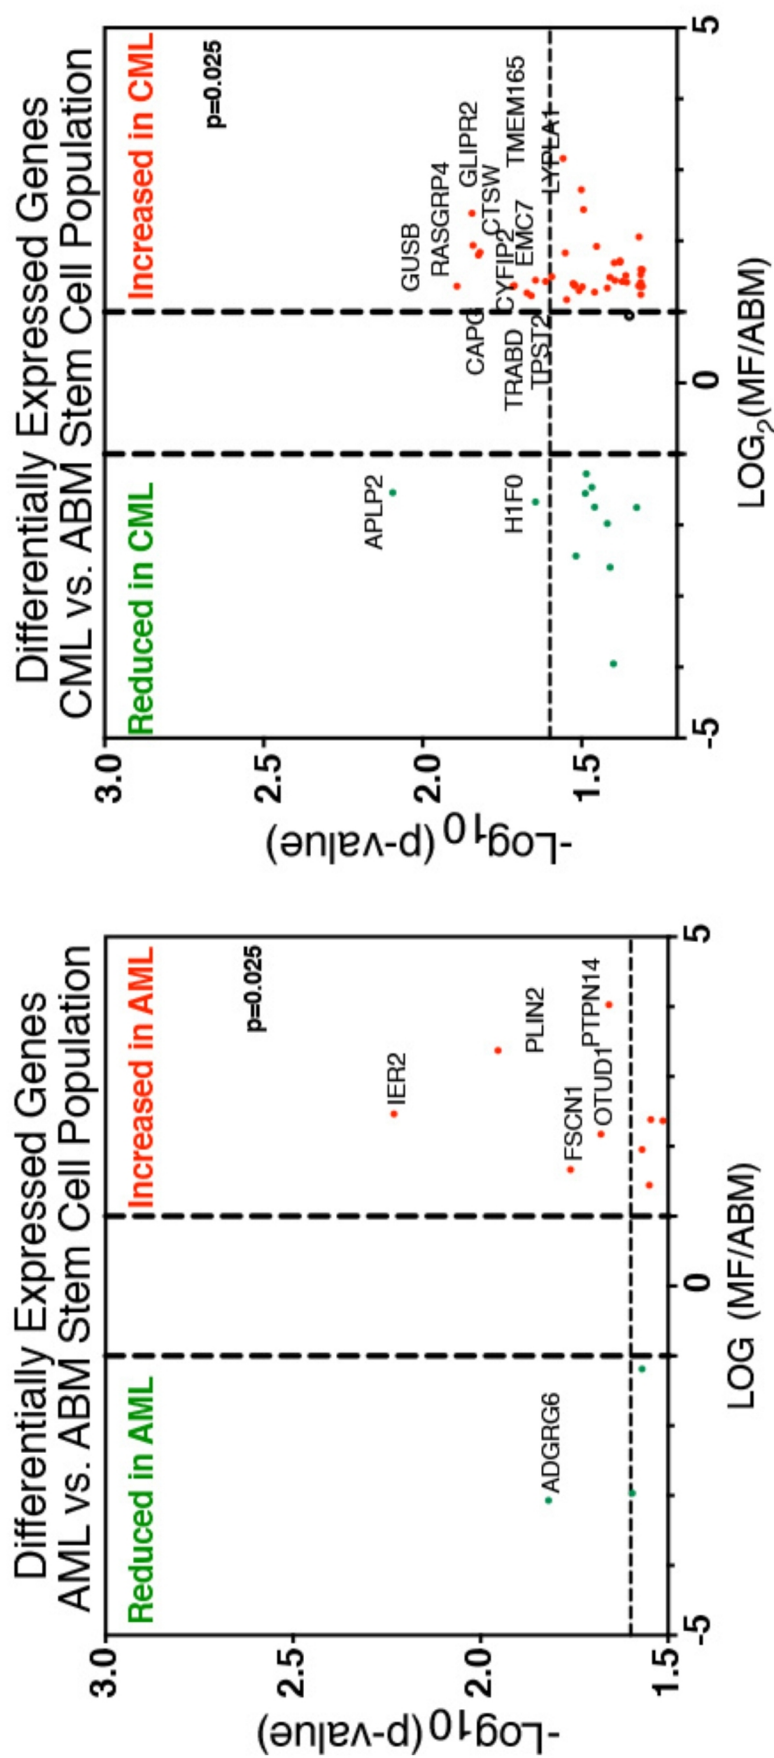 Differentially Expressed Genes
AML vs. ABM Stem Cell Population
Reduced in AML
Increased in AML
p=0.025
3.0
2.5
2.0
1.5
-Log10(p-value)
IER2
PLIN2
FSCN1
OTUD1
PTPN14
ADGRG6
-5
0
5
LOG (MF/ABM)
Differentially Expressed Genes
CML vs. ABM Stem Cell Population
Reduced in CML
Increased in CML
p=0.025
3.0
2.5
2.0
1.5
-Log10(p-value)
APLP2
H1F0
GUSB
RASGRP4
GLIPR2
CAPG
CTSW
CYFIP2
EMC7
TMEM165
TRABD
TPST2
LYPLA1
-5
0
5
LOG2(MF/ABM)